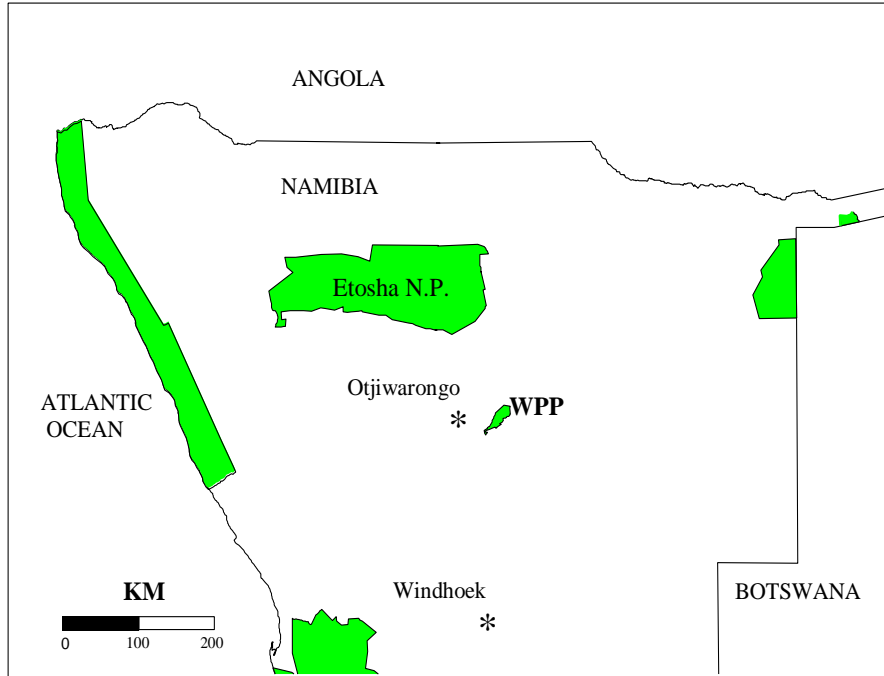 ANGOLA
NAMIBIA
Etosha N.P.
Otjiwarongo
*
WPP
ATLANTIC
OCEAN
KM
0 100 200
Windhoek
*
BOTSWANA